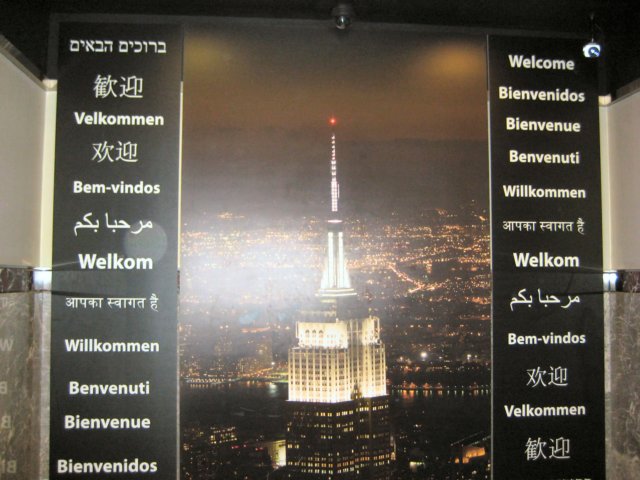 ברוכים הבאים
歡迎
Velkommen
欢迎
Bem-vindos
مرحبا بكم
Welkom
आपका स्वागत है
Willkommen
Benvenuti
Bienvenue
Bienvenidos
Welcome
Bienvenidos
Bienvenue
Benvenuti
Willkommen
आपका स्वागत है
Welkom
مرحبا بكم
Bem-vindos
欢迎
Velkommen
歡迎